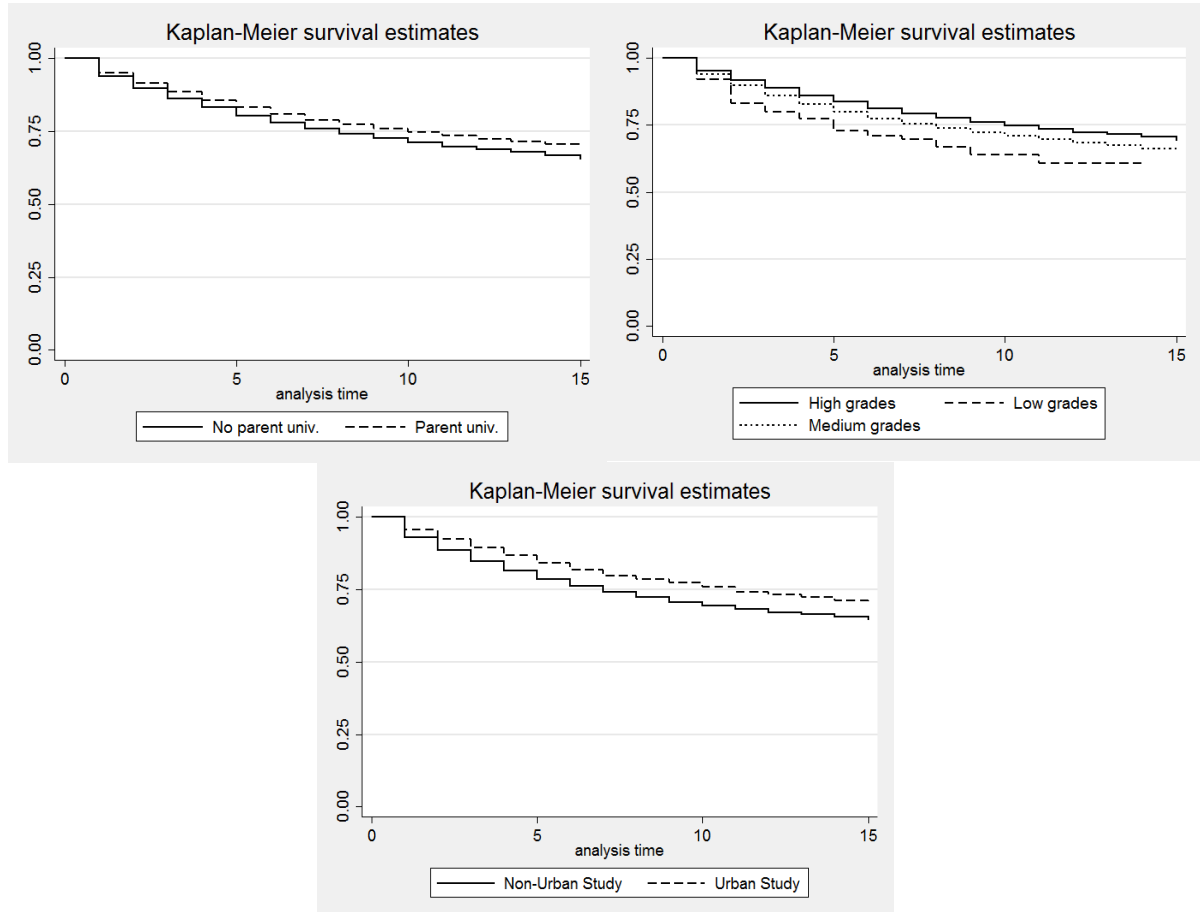 Kaplan-Meier survival estimates
1.00
0.75
0.50
0.25
0.00
0 5 10 15
analysis time
No parent univ. Parent univ.
Kaplan-Meier survival estimates
1.00
0.75
0.50
0.25
0.00
0 5 10 15
analysis time
High grades Low grades
Medium grades
Kaplan-Meier survival estimates
1.00
0.75
0.50
0.25
0.00
0 5 10 15
analysis time
Non-Urban Study Urban Study